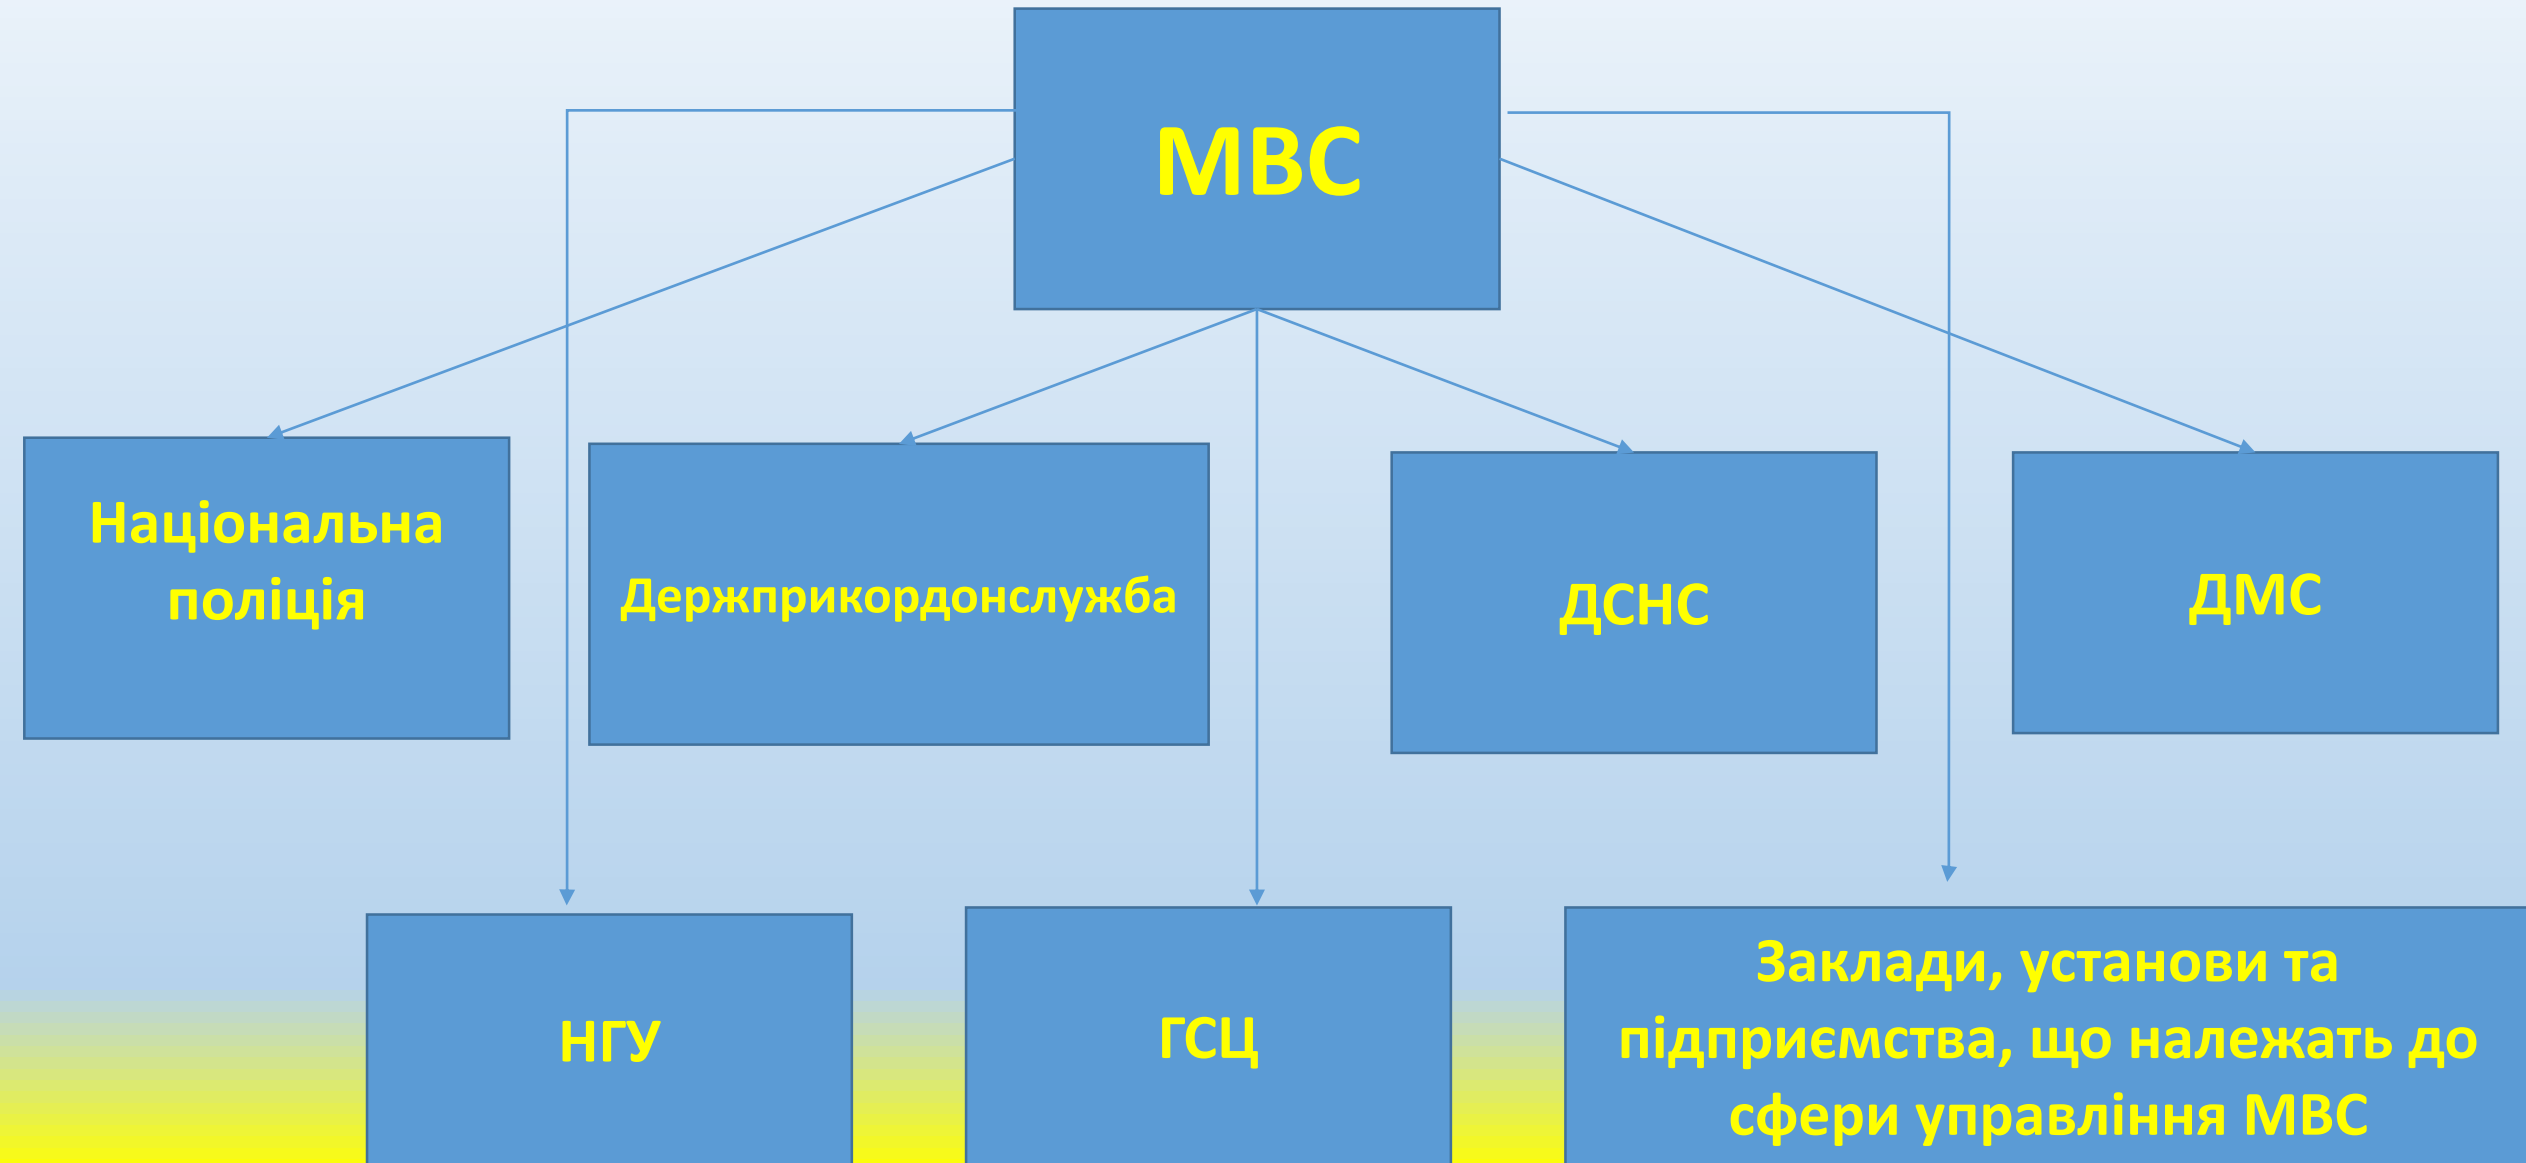 МВС
Національна
поліція
Держприкордонслужба
ДСНС
ДМС
НГУ
ГСЦ
Заклади, установи та
підприємства, що належать до
сфери управління МВС